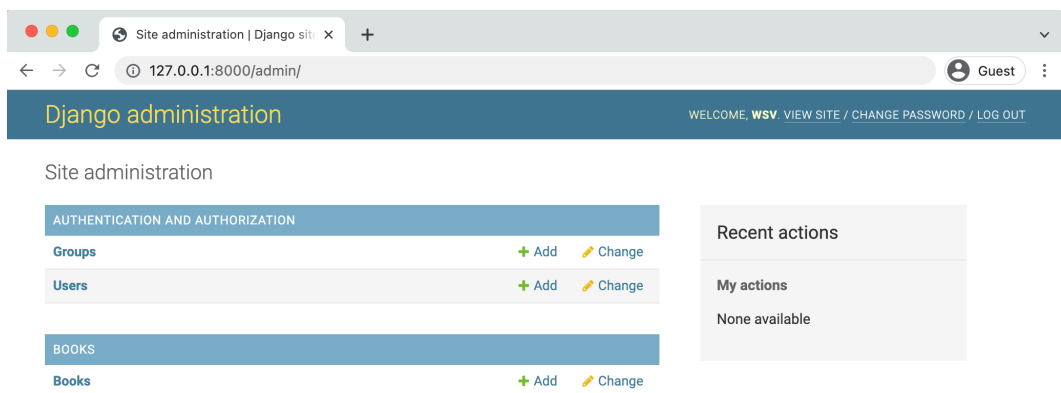 Site administration | Django site
127.0.0.1:8000/admin/
Guest
Django administration
WELCOME, WSV. VIEW SITE / CHANGE PASSWORD / LOG OUT
Site administration
AUTHENTICATION AND AUTHORIZATION
Groups Add Change
Users Add Change
BOOKS
Books Add Change
Recent actions
My actions
None available